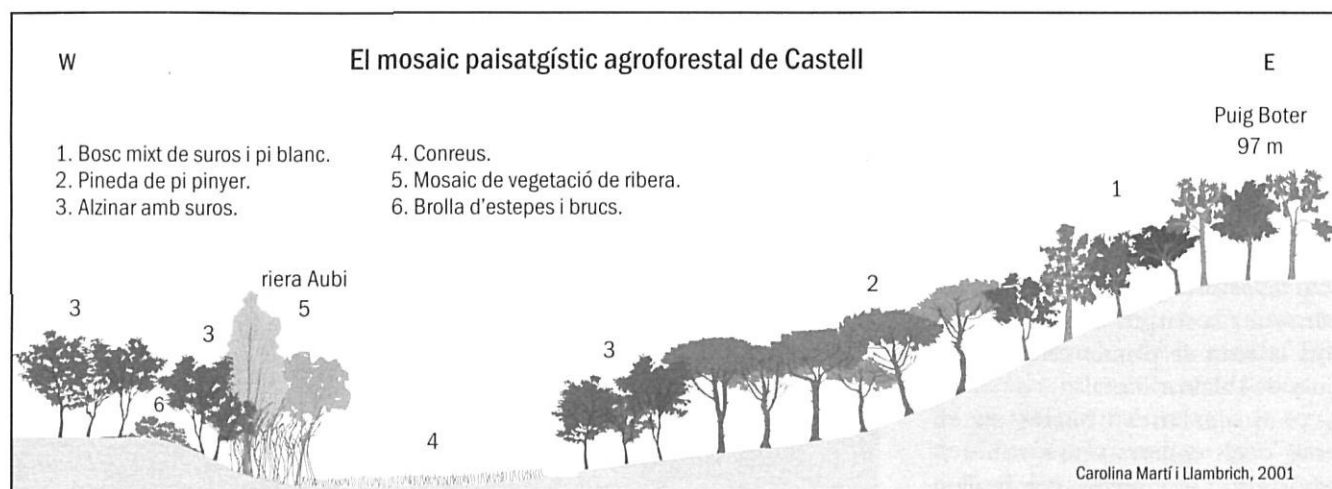 W
El mosaic paisatgístic agroforestal de Castell
E
Puig Boter
97 m
1. Bosc mixt de suros i pi blanc.
2. Pineda de pi pinyer.
3. Alzinar amb suros.
4. Conreus.
5. Mosaic de vegetació de ribera.
6. Brolla d'estepes i brucs.
1
riera Aubi
2
3
3
5
3
6
4
Carolina Martí i Llambrich, 2001